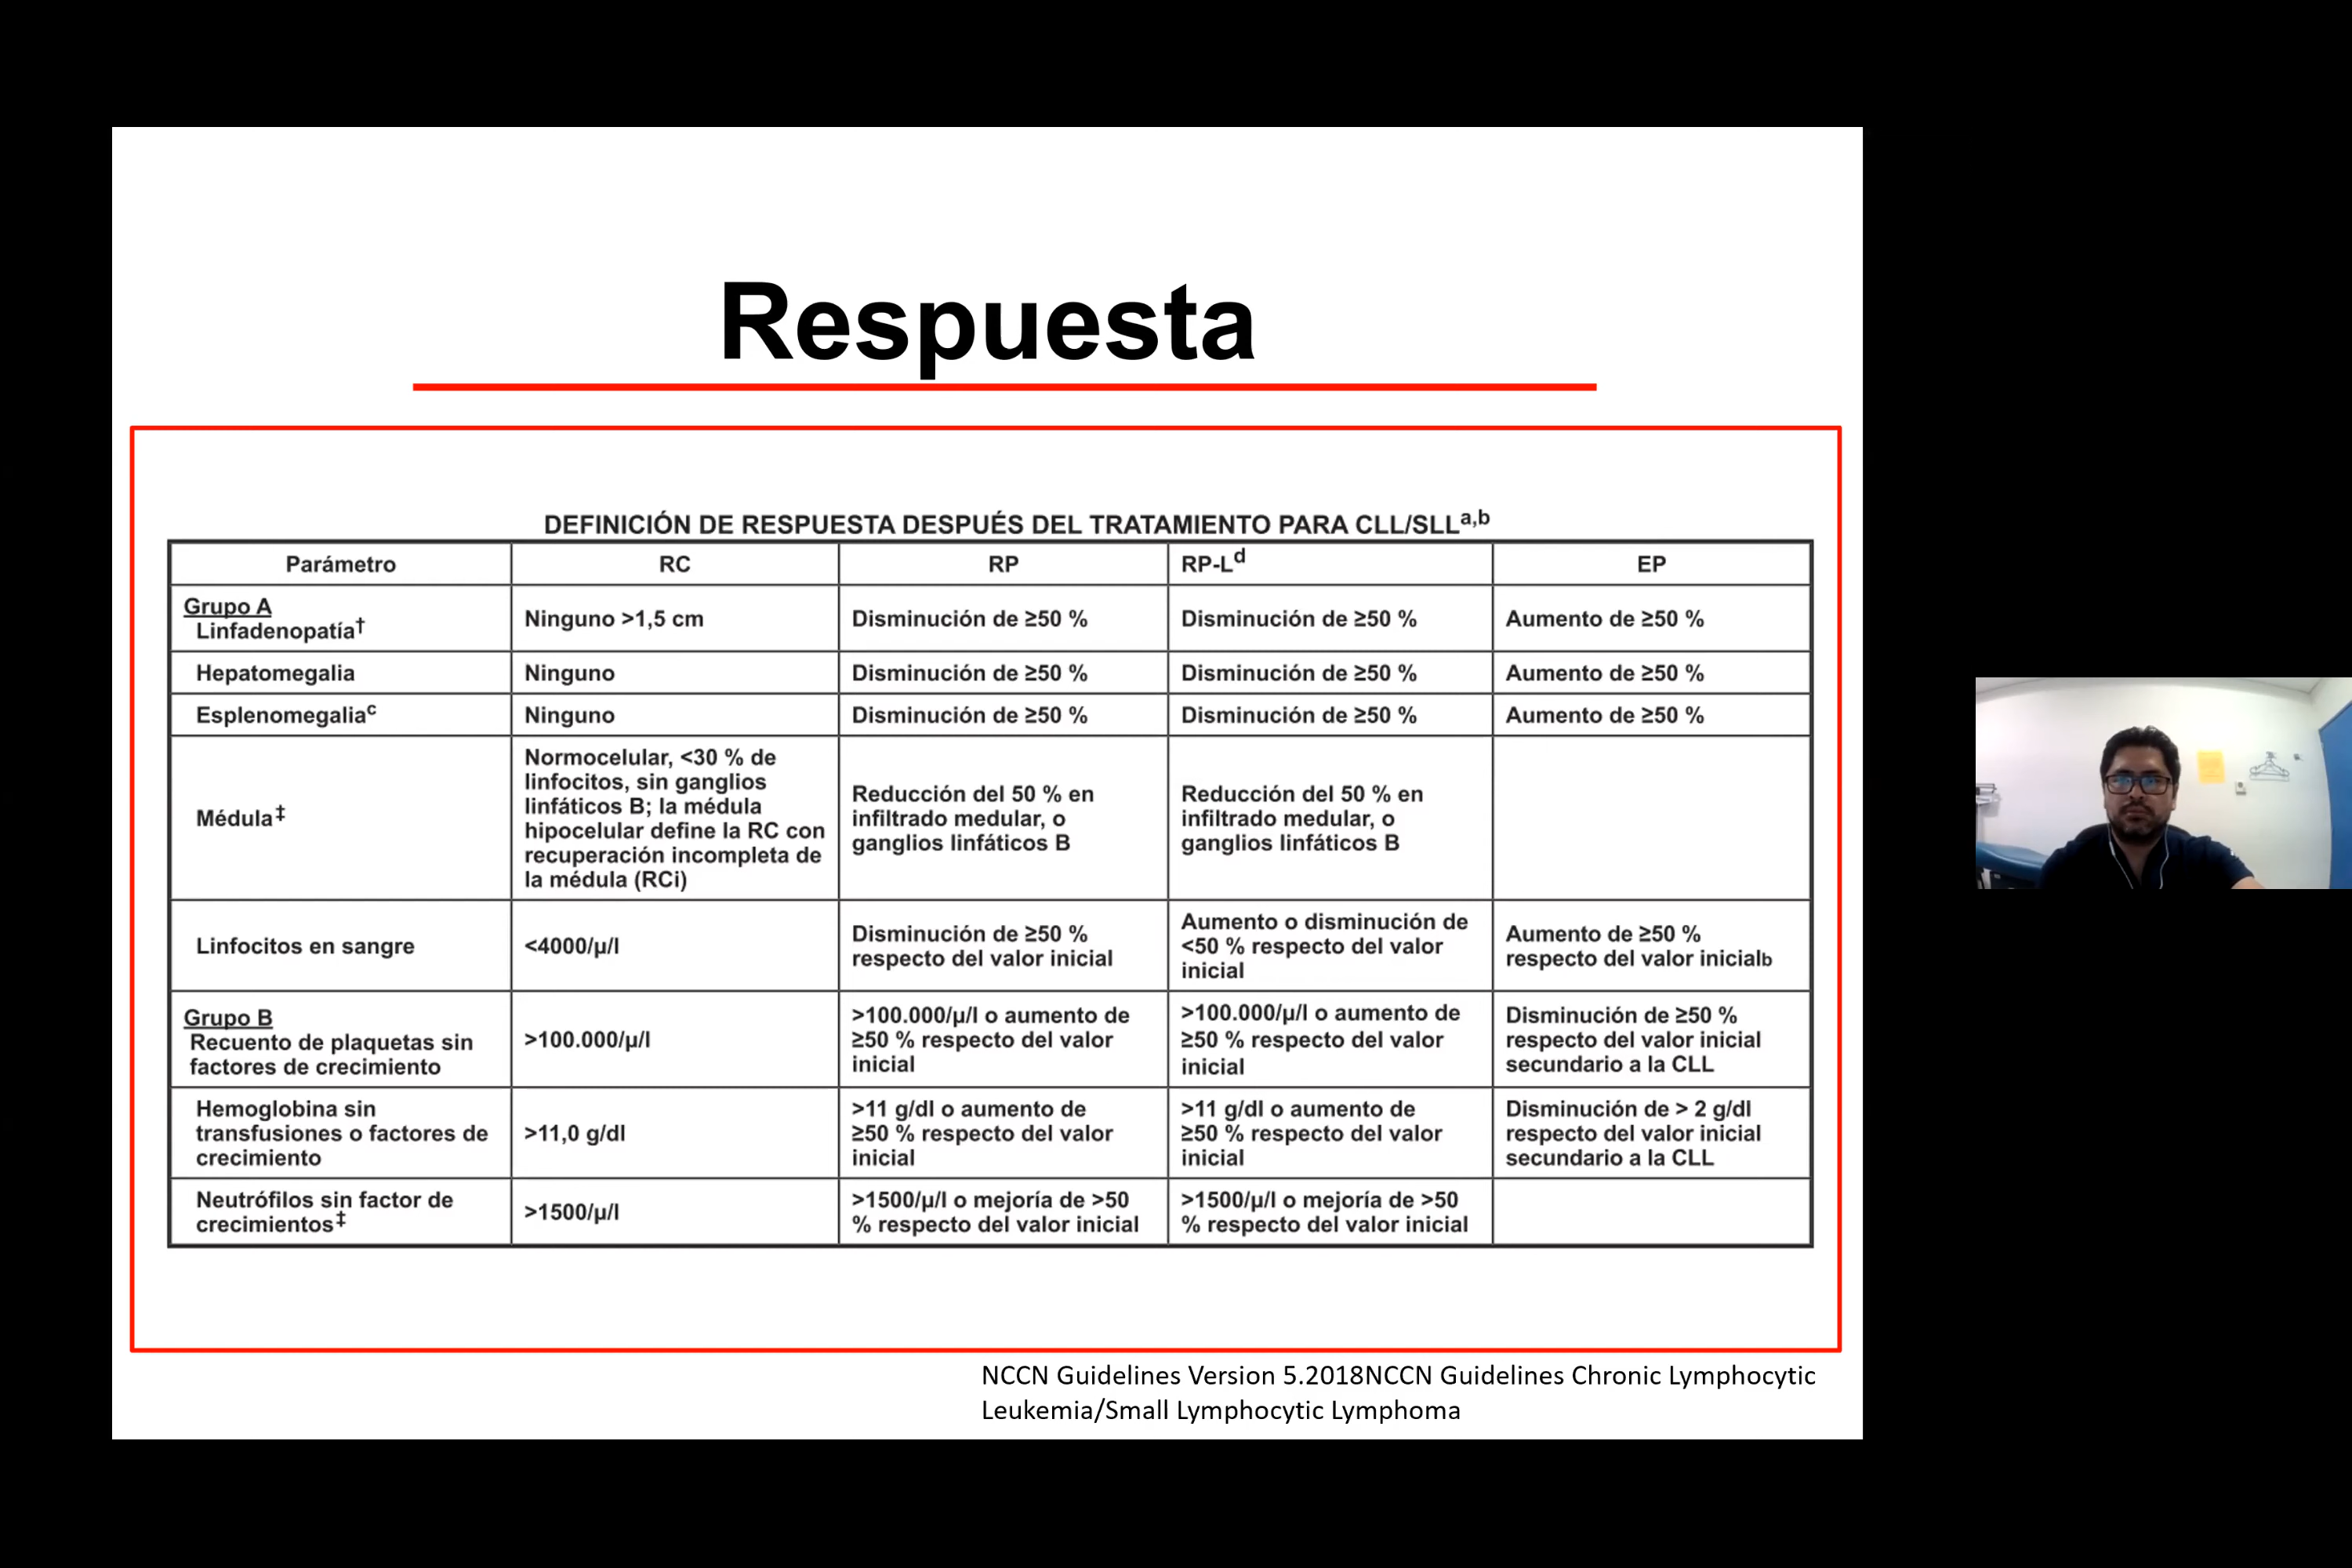 Respuesta
DEFINICIÓN DE RESPUESTA DESPUÉS DEL TRATAMIENTO PARA CLL/SLLa,b
Parámetro RC RP RP-Ld EP
Grupo A
Linfadenopatía†
Ninguno >1,5 cm
Disminución de ≥50 %
Disminución de ≥50 %
Aumento de ≥50 %
Hepatomegalia
Ninguno
Disminución de ≥50 %
Disminución de ≥50 %
Aumento de ≥50 %
Esplenomegaliac
Ninguno
Disminución de ≥50 %
Disminución de ≥50 %
Aumento de ≥50 %
Médula‡
Normocelular, <30 % de
linfocitos, sin ganglios
linfáticos B; la médula
hipocelular define la RC con
recuperación incompleta de
la médula (RCi)
Reducción del 50 % en
infiltrado medular, o
ganglios linfáticos B
Reducción del 50 % en
infiltrado medular, o
ganglios linfáticos B
Linfocitos en sangre
<4000/µ/l
Disminución de ≥50 %
respecto del valor inicial
Aumento o disminución de
<50 % respecto del valor
inicial
Aumento de ≥50 %
respecto del valor inicialb
Grupo B
Recuento de plaquetas sin
factores de crecimiento
>100.000/µ/l
>100.000/µ/l o aumento de
≥50 % respecto del valor
inicial
>100.000/µ/l o aumento de
≥50 % respecto del valor
inicial
Disminución de ≥50 %
respecto del valor inicial
secundario a la CLL
Hemoglobina sin
transfusiones o factores de
crecimiento
>11,0 g/dl
>11 g/dl o aumento de
≥50 % respecto del valor
inicial
>11 g/dl o aumento de
≥50 % respecto del valor
inicial
Disminución de > 2 g/dl
respecto del valor inicial
secundario a la CLL
Neutrófilos sin factor de
crecimientos‡
>1500/µ/l
>1500/µ/l o mejoría de >50
% respecto del valor inicial
>1500/µ/l o mejoría de >50
% respecto del valor inicial
NCCN Guidelines Version 5.2018NCCN Guidelines Chronic Lymphocytic
Leukemia/Small Lymphocytic Lymphoma